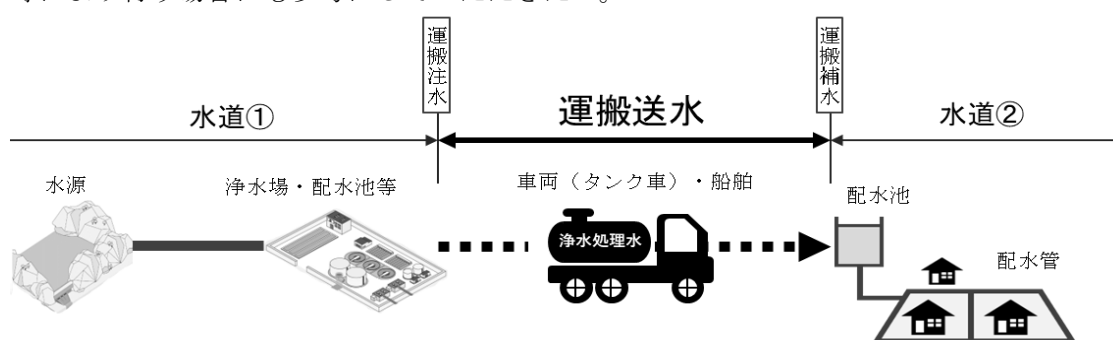 運搬注水
運搬補水
水道①
運搬送水
水道②
水源
浄水場・配水池等
車両（タンク車）・船舶
配水池
浄水処理水
配水管